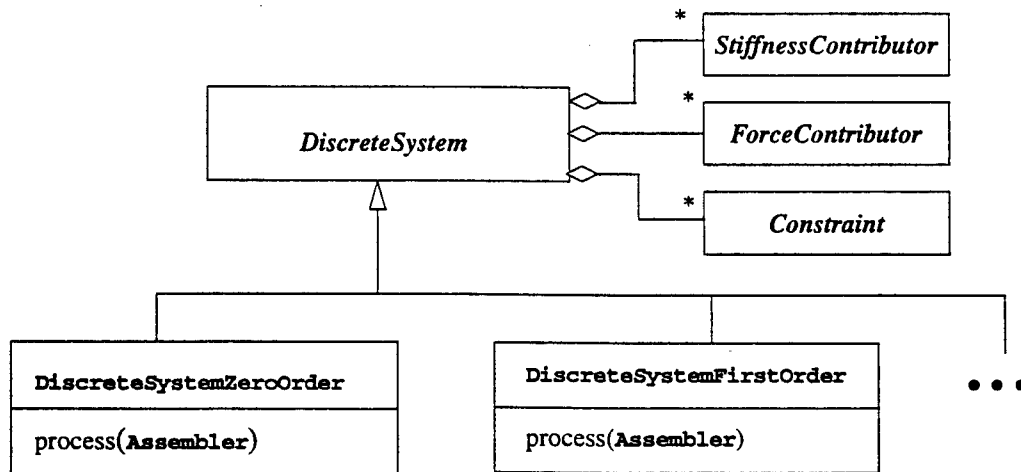 *
StiffnessContributor
*
DiscreteSystem
ForceContributor
*
Constraint
DiscreteSystemZeroOrder
process(Assembler)
DiscreteSystemFirstOrder
process(Assembler)
•••